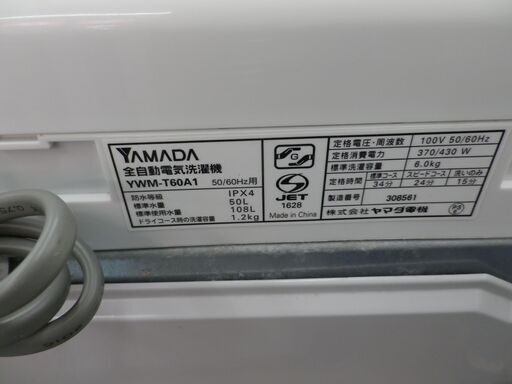 YAMADA
全自動電気洗濯機
YWM-T60A1 50/60Hz用
防水等級 IPX4
標準水量 50L
標準使用水量 108L
ドライコース時の洗濯容量 1.2kg
JET
1628
Made in China
定格電圧・周波数 100V 50/60Hz
定格消費電力 370/430 W
標準洗濯容量 6.0kg
定格時間 標準コース スピードコース 洗いのみ
34分 24分 15分
製造番号 308561
株式会社 ヤマダ電機
PS
E
0.75